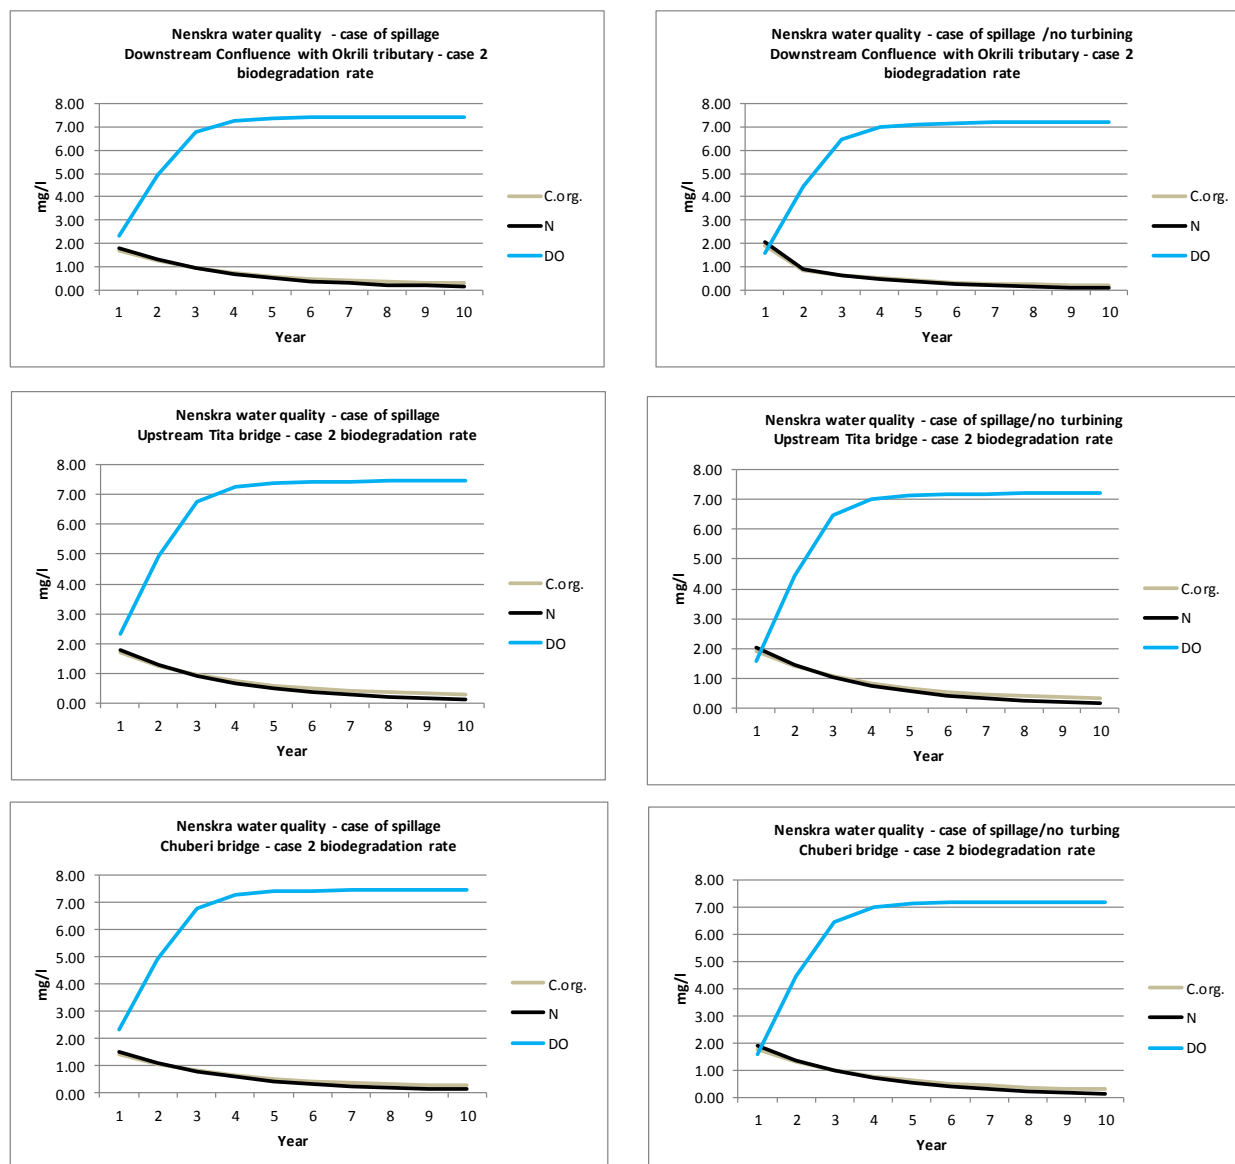 Nenskra water quality - case of spillage
Downstream Confluence with Okrili tributary - case 2
biodegradation rate
8.00
7.00
6.00
5.00
4.00
3.00
2.00
1.00
0.00
mg/l
1 2 3 4 5 6 7 8 9 10
Year
C.org.
N
DO
Nenskra water quality - case of spillage /no turbining
Downstream Confluence with Okrili tributary - case 2
biodegradation rate
8.00
7.00
6.00
5.00
4.00
3.00
2.00
1.00
0.00
mg/l
1 2 3 4 5 6 7 8 9 10
Year
C.org.
N
DO
Nenskra water quality - case of spillage
Upstream Tita bridge - case 2 biodegradation rate
8.00
7.00
6.00
5.00
4.00
3.00
2.00
1.00
0.00
mg/l
1 2 3 4 5 6 7 8 9 10
Year
C.org.
N
DO
Nenskra water quality - case of spillage/no turbining
Upstream Tita bridge - case 2 biodegradation rate
8.00
7.00
6.00
5.00
4.00
3.00
2.00
1.00
0.00
mg/l
1 2 3 4 5 6 7 8 9 10
Year
C.org.
N
DO
Nenskra water quality - case of spillage
Chuberi bridge - case 2 biodegradation rate
8.00
7.00
6.00
5.00
4.00
3.00
2.00
1.00
0.00
mg/l
1 2 3 4 5 6 7 8 9 10
Year
C.org.
N
DO
Nenskra water quality - case of spillage/no turbing
Chuberi bridge - case 2 biodegradation rate
8.00
7.00
6.00
5.00
4.00
3.00
2.00
1.00
0.00
mg/l
1 2 3 4 5 6 7 8 9 10
Year
C.org.
N
DO